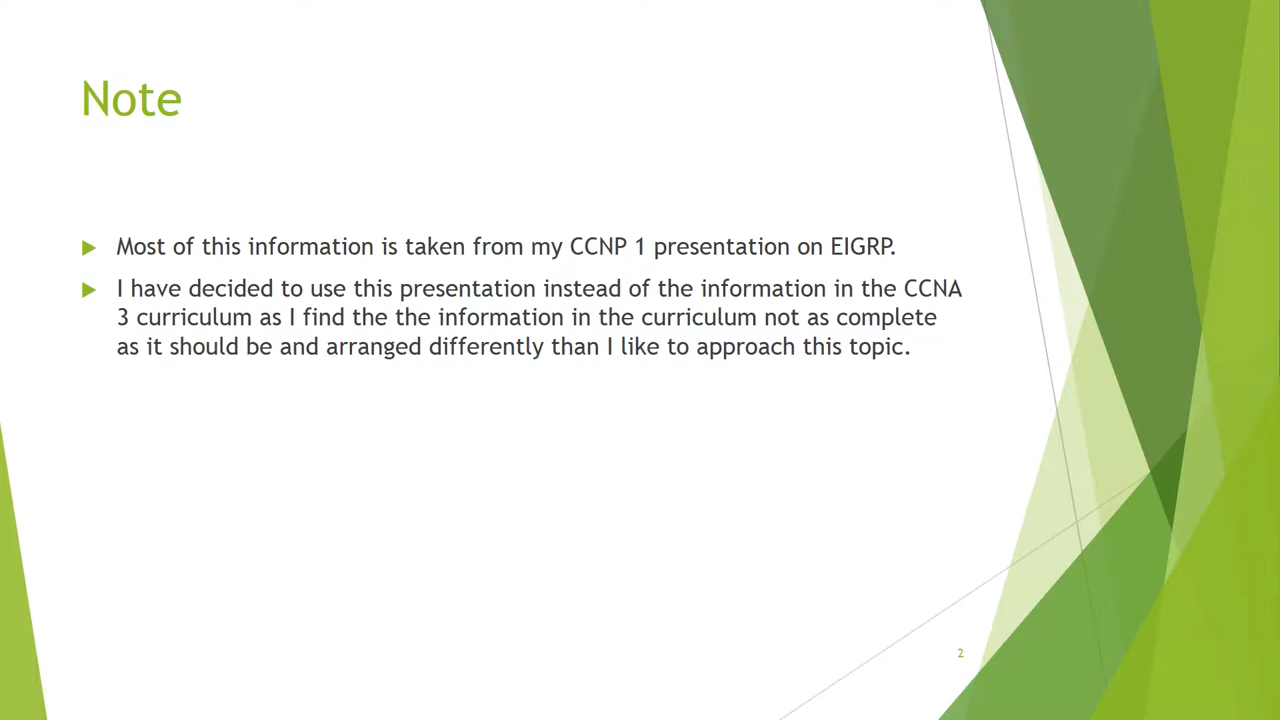 Note
Most of this information is taken from my CCNP 1 presentation on EIGRP.
I have decided to use this presentation instead of the information in the CCNA
3 curriculum as I find the the information in the curriculum not as complete
as it should be and arranged differently than I like to approach this topic.
2